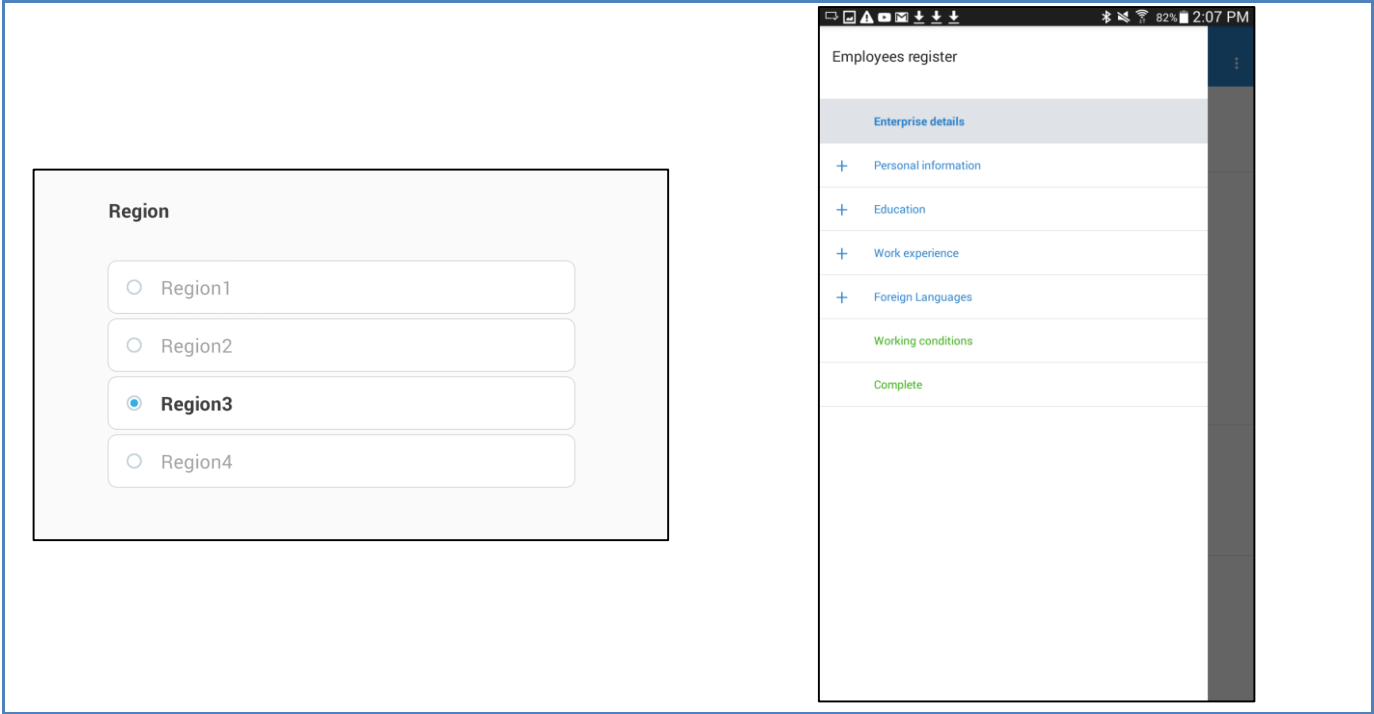 Region
Region1
Region2
Region3
Region4
82% 2:07 PM
Employees register
Enterprise details
Personal information
Education
Work experience
Foreign Languages
Working conditions
Complete